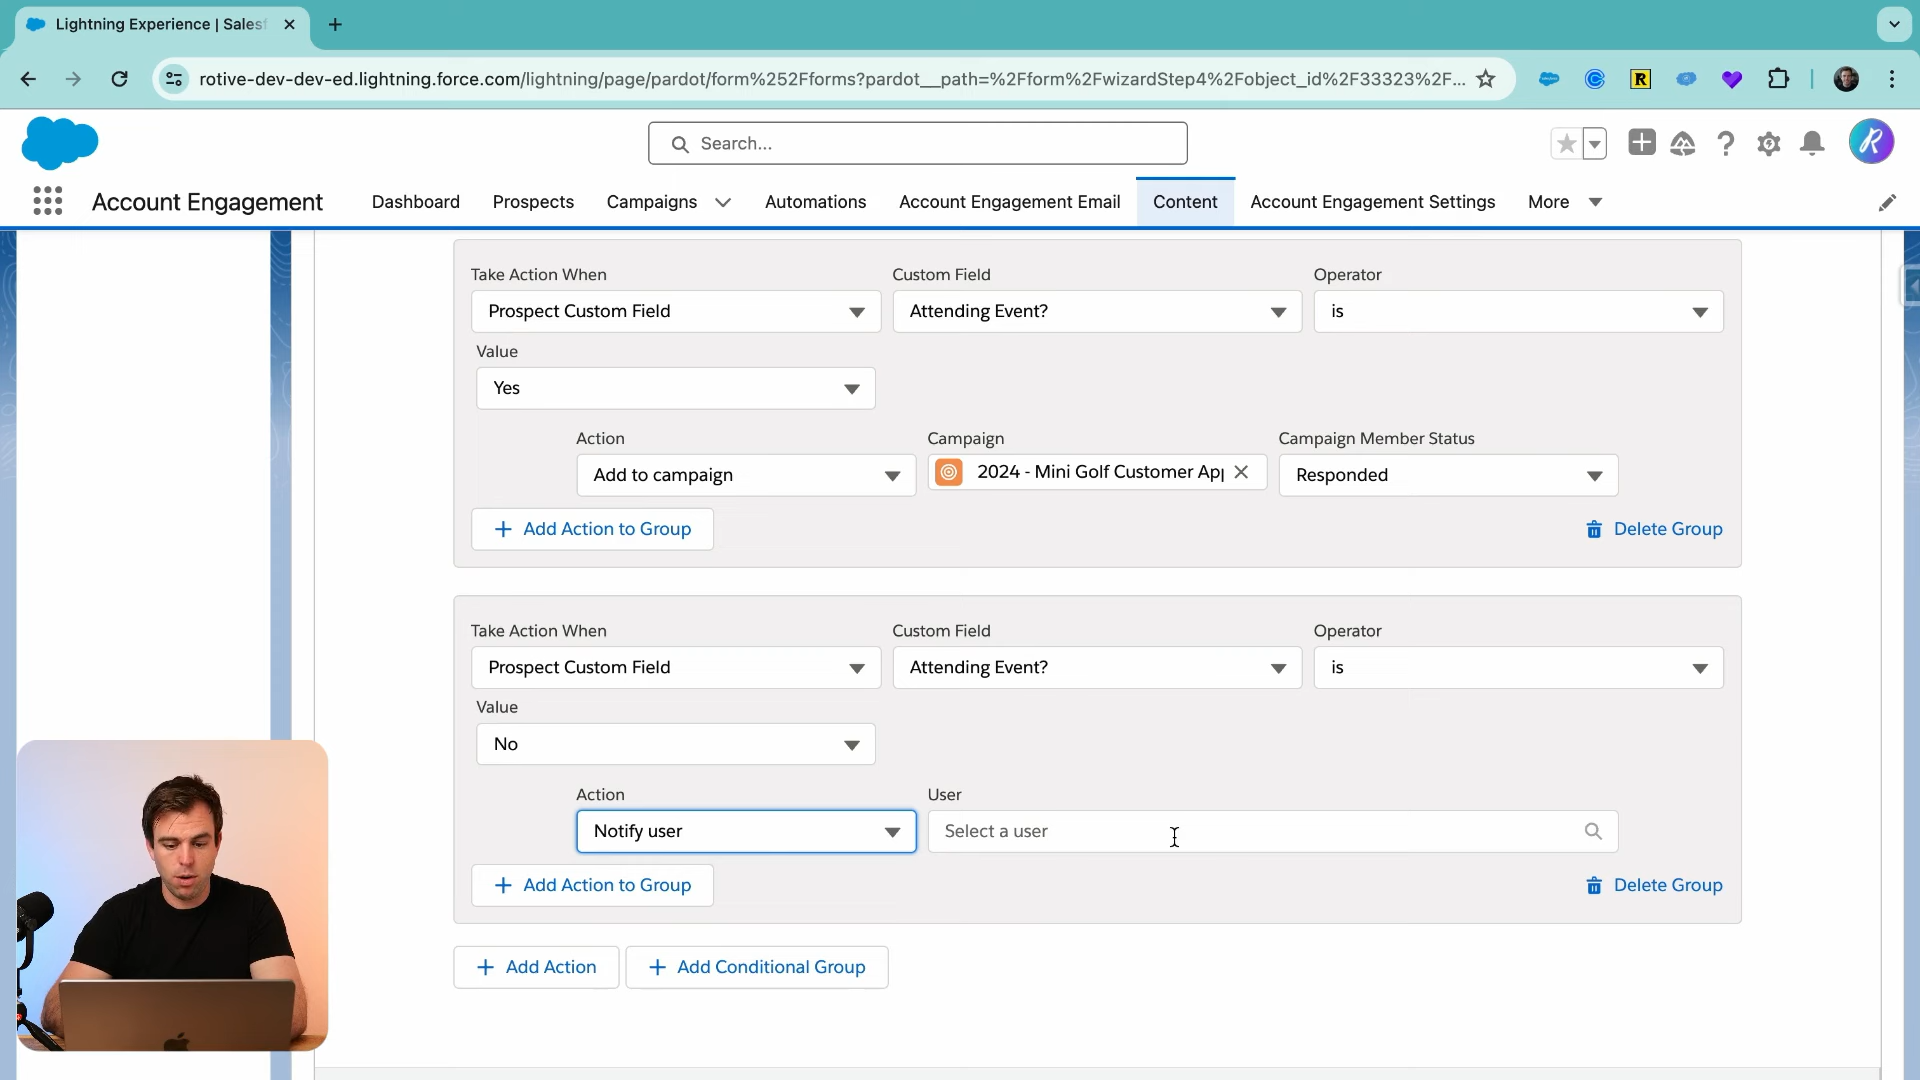 Lightning Experience | Salesf
rotive-dev-dev-ed.lightning.force.com/lightning/page/pardot/form%252Fforms?pardot__path=%2Fform%2FwizardStep4%2Fobject_id%2F33323%2F...
Search...
Account Engagement
Dashboard
Prospects
Campaigns
Automations
Account Engagement Email
Content
Account Engagement Settings
More
Take Action When
Custom Field
Operator
Prospect Custom Field
Attending Event?
is
Value
Yes
Action
Campaign
Campaign Member Status
Add to campaign
2024 - Mini Golf Customer App
Responded
+ Add Action to Group
Delete Group
Take Action When
Custom Field
Operator
Prospect Custom Field
Attending Event?
is
Value
No
Action
User
Notify user
Select a user
+ Add Action to Group
Delete Group
+ Add Action
+ Add Conditional Group